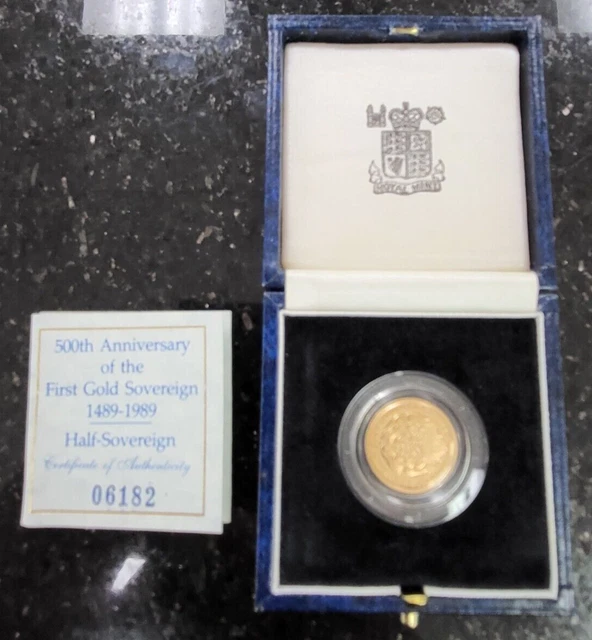 ROYAL MINT
500th Anniversary
of the
First Gold Sovereign
1489-1989
Half-Sovereign
Certificate of Authenticity
06182